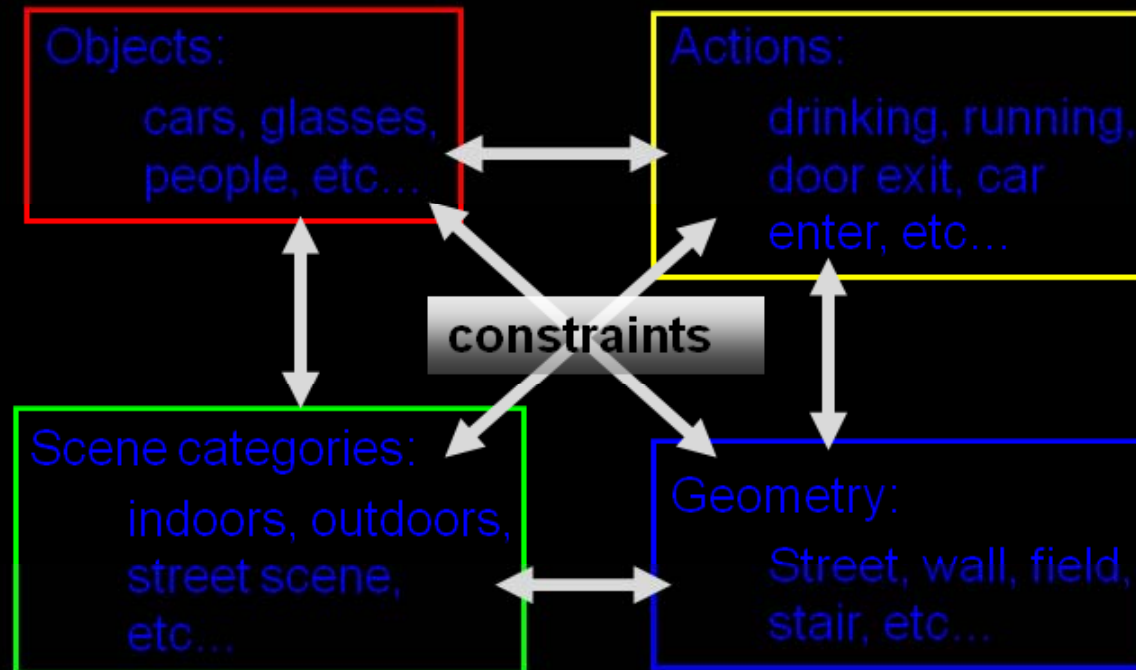 Objects:
cars, glasses,
people, etc...
Actions:
drinking, running,
door exit, car
enter, etc...
constraints
Scene categories:
indoors, outdoors,
street scene,
etc...
Geometry:
Street, wall, field,
stair, etc...